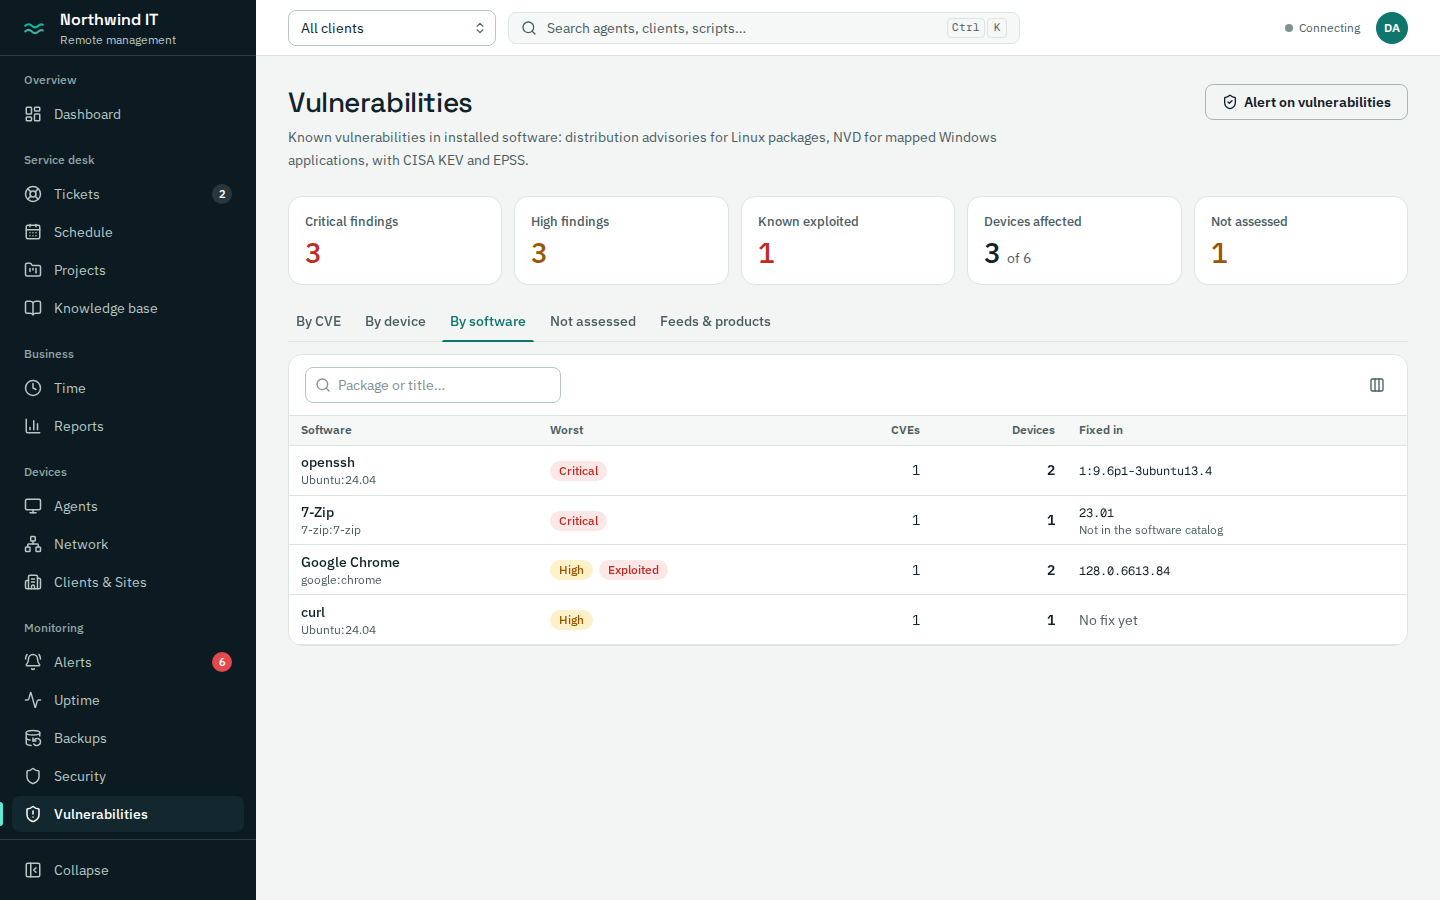 Northwind IT
Remote management
All clients
Search agents, clients, scripts...
Ctrl K
Connecting
DA
Overview
Dashboard
Service desk
Tickets 2
Schedule
Projects
Knowledge base
Business
Time
Reports
Devices
Agents
Network
Clients & Sites
Monitoring
Alerts 6
Uptime
Backups
Security
Vulnerabilities
Collapse
Vulnerabilities
Alert on vulnerabilities
Known vulnerabilities in installed software: distribution advisories for Linux packages, NVD for mapped Windows
applications, with CISA KEV and EPSS.
Critical findings
3
High findings
3
Known exploited
1
Devices affected
3 of 6
Not assessed
1
By CVE By device By software Not assessed Feeds & products
Package or title...
Software Worst CVEs Devices Fixed in
openssh
Ubuntu:24.04
Critical 1 2 1:9.6p1-3ubuntu13.4
7-Zip
7-zip:7-zip
Critical 1 1 23.01
Not in the software catalog
Google Chrome
google:chrome
High Exploited 1 2 128.0.6613.84
curl
Ubuntu:24.04
High 1 1 No fix yet